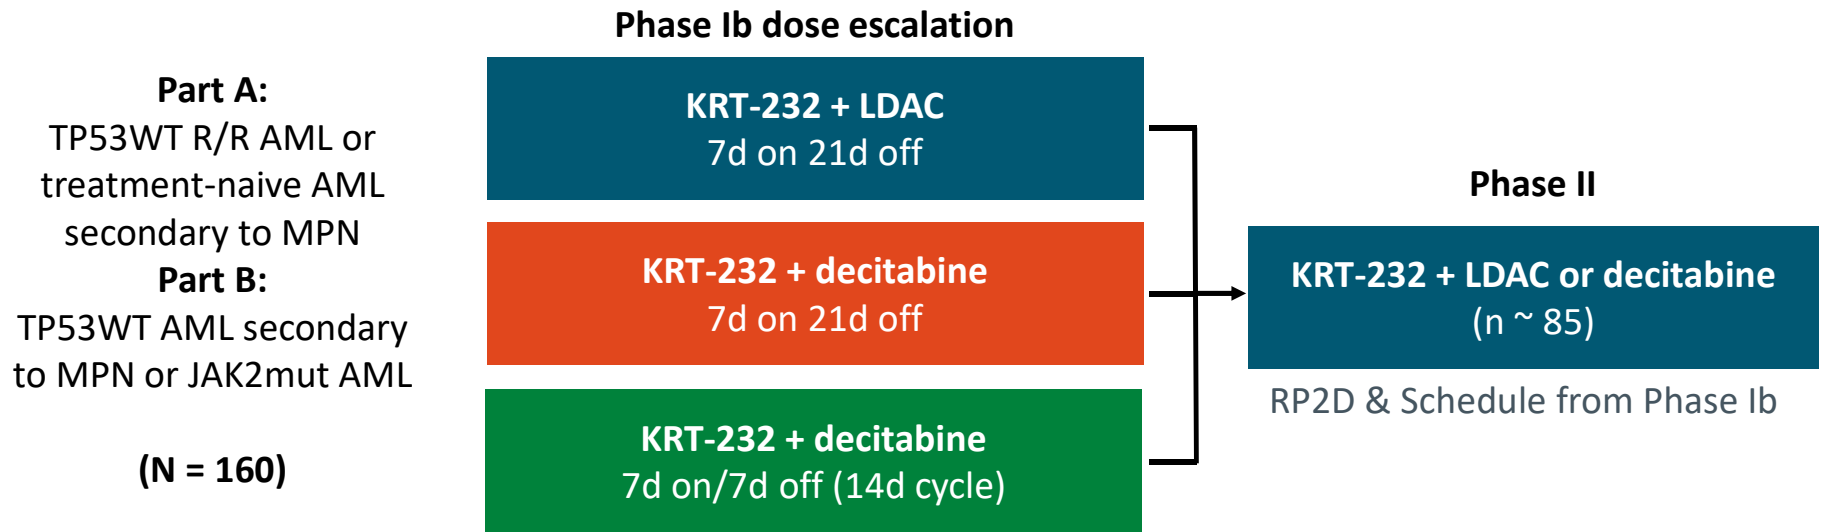 Phase Ib dose escalation
Part A:
TP53WT R/R AML or
treatment-naive AML
secondary to MPN
Part B:
TP53WT AML secondary
to MPN or JAK2mut AML
(N = 160)
KRT-232 + LDAC
7d on 21d off
KRT-232 + decitabine
7d on 21d off
KRT-232 + decitabine
7d on/7d off (14d cycle)
Phase II
KRT-232 + LDAC or decitabine
(n ~ 85)
RP2D & Schedule from Phase Ib